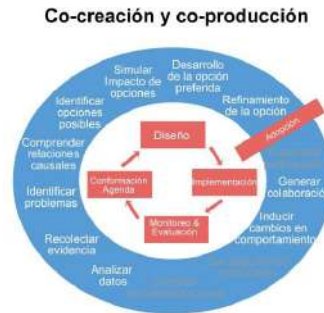 Co-creación y co-producción
Simular
Impacto de
opciones
Desarrollo
de la opción
preferida
Identificar
opciones
posibles
Refinamiento
de la opción
Adopción
Diseño
Comprender
relaciones
causales
Conformación
Agenda
Implementación
Generar
colaboració
Identificar
problemas
Monitoreo &
Evaluación
Inducir
cambios en
comportamiento
Recolectar
evidencia
Analizar
datos